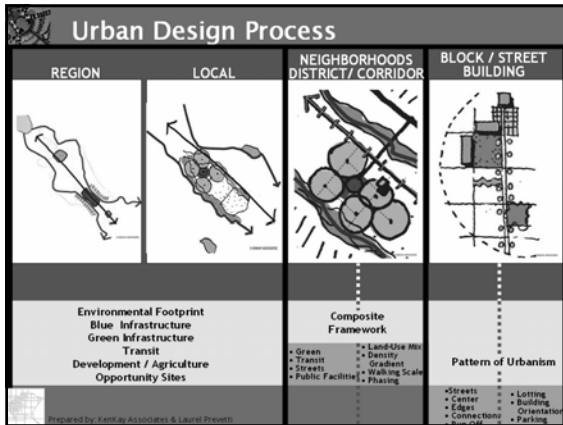 Urban Design Process
REGION
LOCAL
NEIGHBORHOODS
DISTRICT/ CORRIDOR
BLOCK / STREET
BUILDING
Environmental Footprint
Blue Infrastructure
Green Infrastructure
Transit
Development / Agriculture
Opportunity Sites
Composite
Framework
• Green
• Transit
• Streets
• Public Facilitie
• Land-Use Mix
• Density
Gradient
• Walking Scale
• Phasing
Pattern of Urbanism
•Streets
• Center
• Edges
• Connection
• Lotting
• Building
Orientation
• Parking
Prepared by: KenKay Associates & Laurel Prevetti